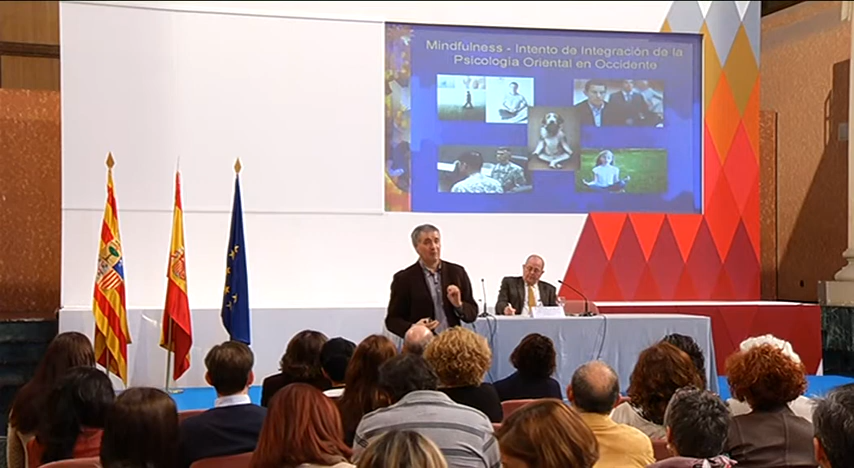 Mindfulness - Intento de Integración de la
Psicología Oriental en Occidente